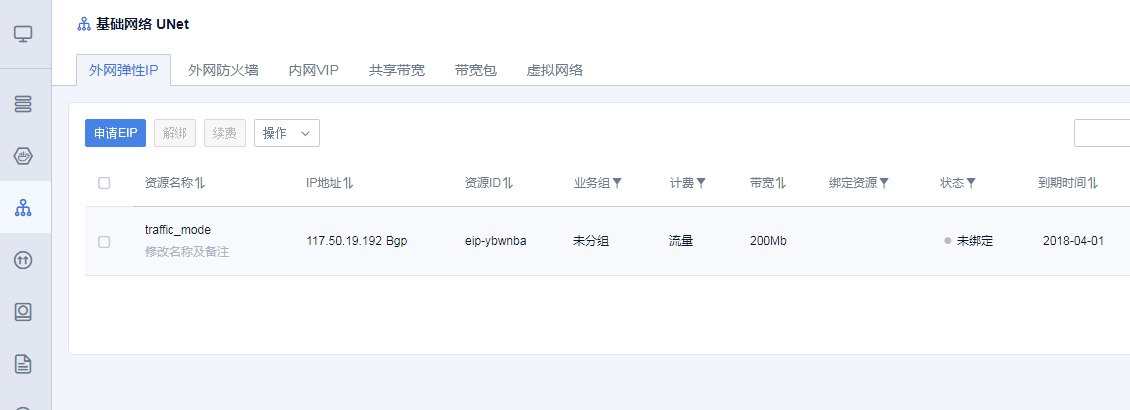 基础网络 UNet
外网弹性IP 外网防火墙 内网VIP 共享带宽 带宽包 虚拟网络
申请EIP 解绑 续费 操作
资源名称 IP地址 资源ID 业务组 计费 带宽 绑定资源 状态 到期时间
traffic_mode
117.50.19.192 Bgp eip-ybwnba 未分组 流量 200Mb 未绑定 2018-04-01
修改名称及备注